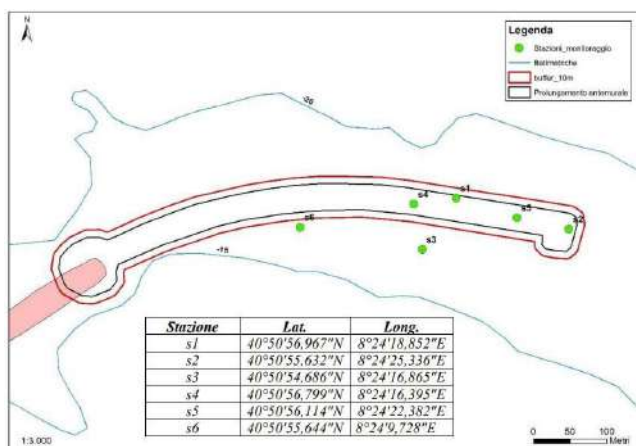 N
Legenda
Stazioni_monitoraggio
Batimetriche
buffer_10m
Prolungamento antemurale
-20
s1
s4
s5
s2
s6
s3
-15
Stazione Lat. Long.
s1 40°50'56,967"N 8°24'18,852"E
s2 40°50'55,632"N 8°24'25,336"E
s3 40°50'54,686"N 8°24'16,865"E
s4 40°50'56,799"N 8°24'16,395"E
s5 40°50'56,114"N 8°24'22,382"E
s6 40°50'55,644"N 8°24'9,728"E
1:3.000
0 50 100
Metri